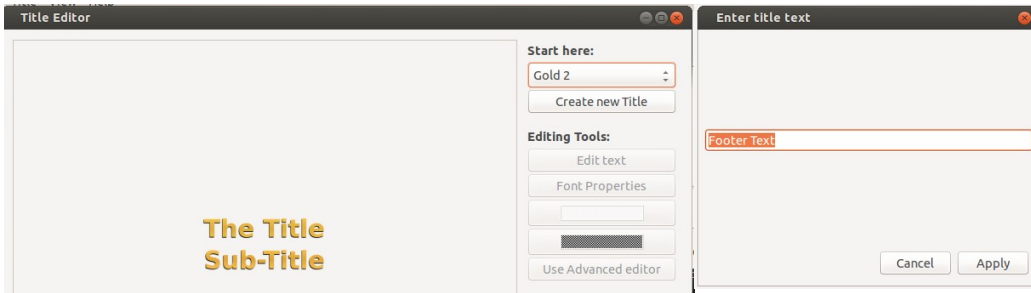 Title Editor
Start here:
Gold 2
Create new Title
Editing Tools:
Edit text
Font Properties
Use Advanced editor
The Title
Sub-Title
Enter title text
Footer Text
Cancel
Apply